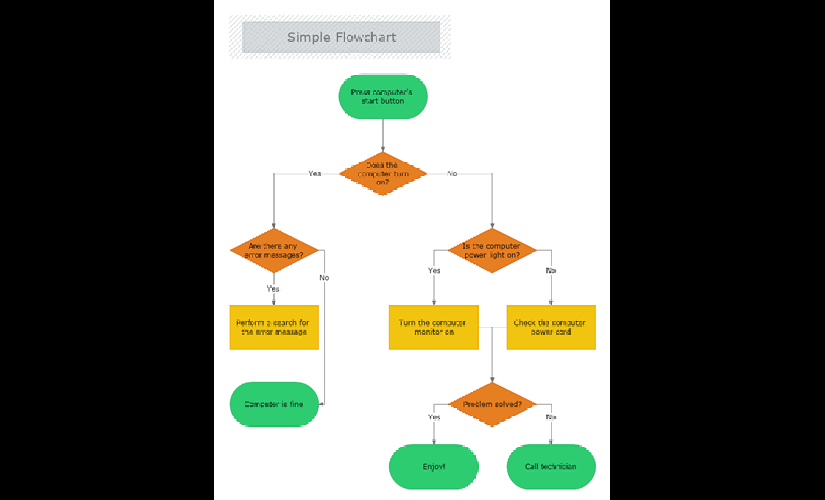 Simple Flowchart
Press computer's
start button
Does the
computer turn
on?
Yes
No
Are there any
error messages?
Is the computer
power light on?
No
Yes
Yes
No
Perform a search for
the error message
Turn the computer
monitor on
Check the computer
power cord
Computer is fine
Problem solved?
Yes
No
Enjoy!
Call technician